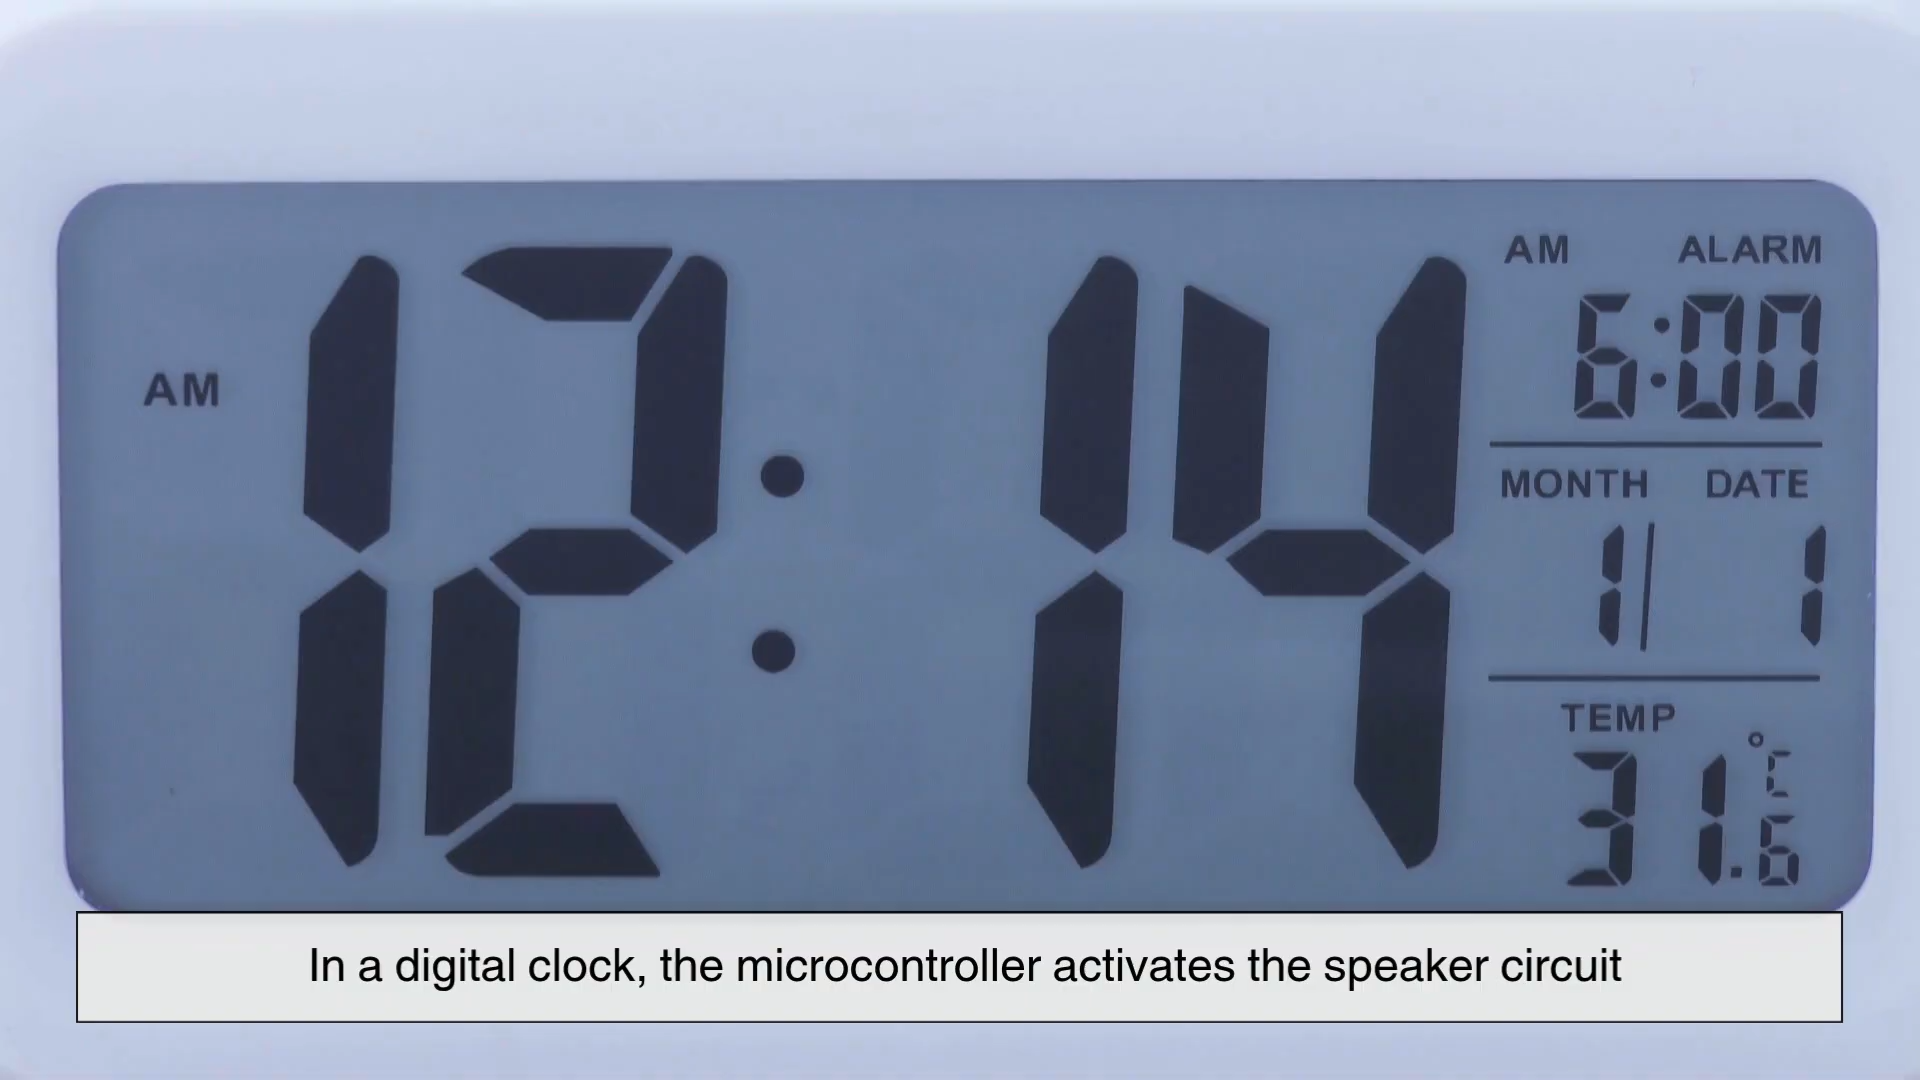 AM
12:14
AM ALARM
6:00
MONTH DATE
1/ 1
TEMP
31.6 °C
In a digital clock, the microcontroller activates the speaker circuit